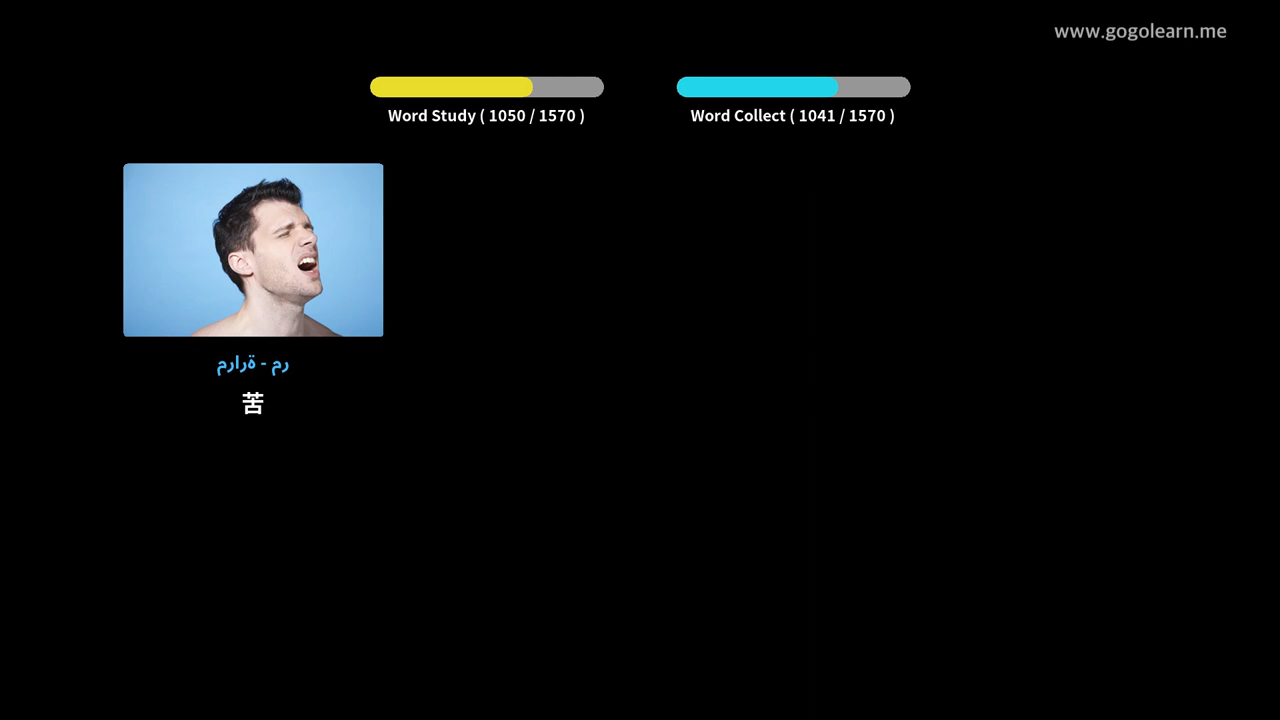 www.gogolearn.me
Word Study ( 1050 / 1570 )
Word Collect ( 1041 / 1570 )
مر - مرارة
苦